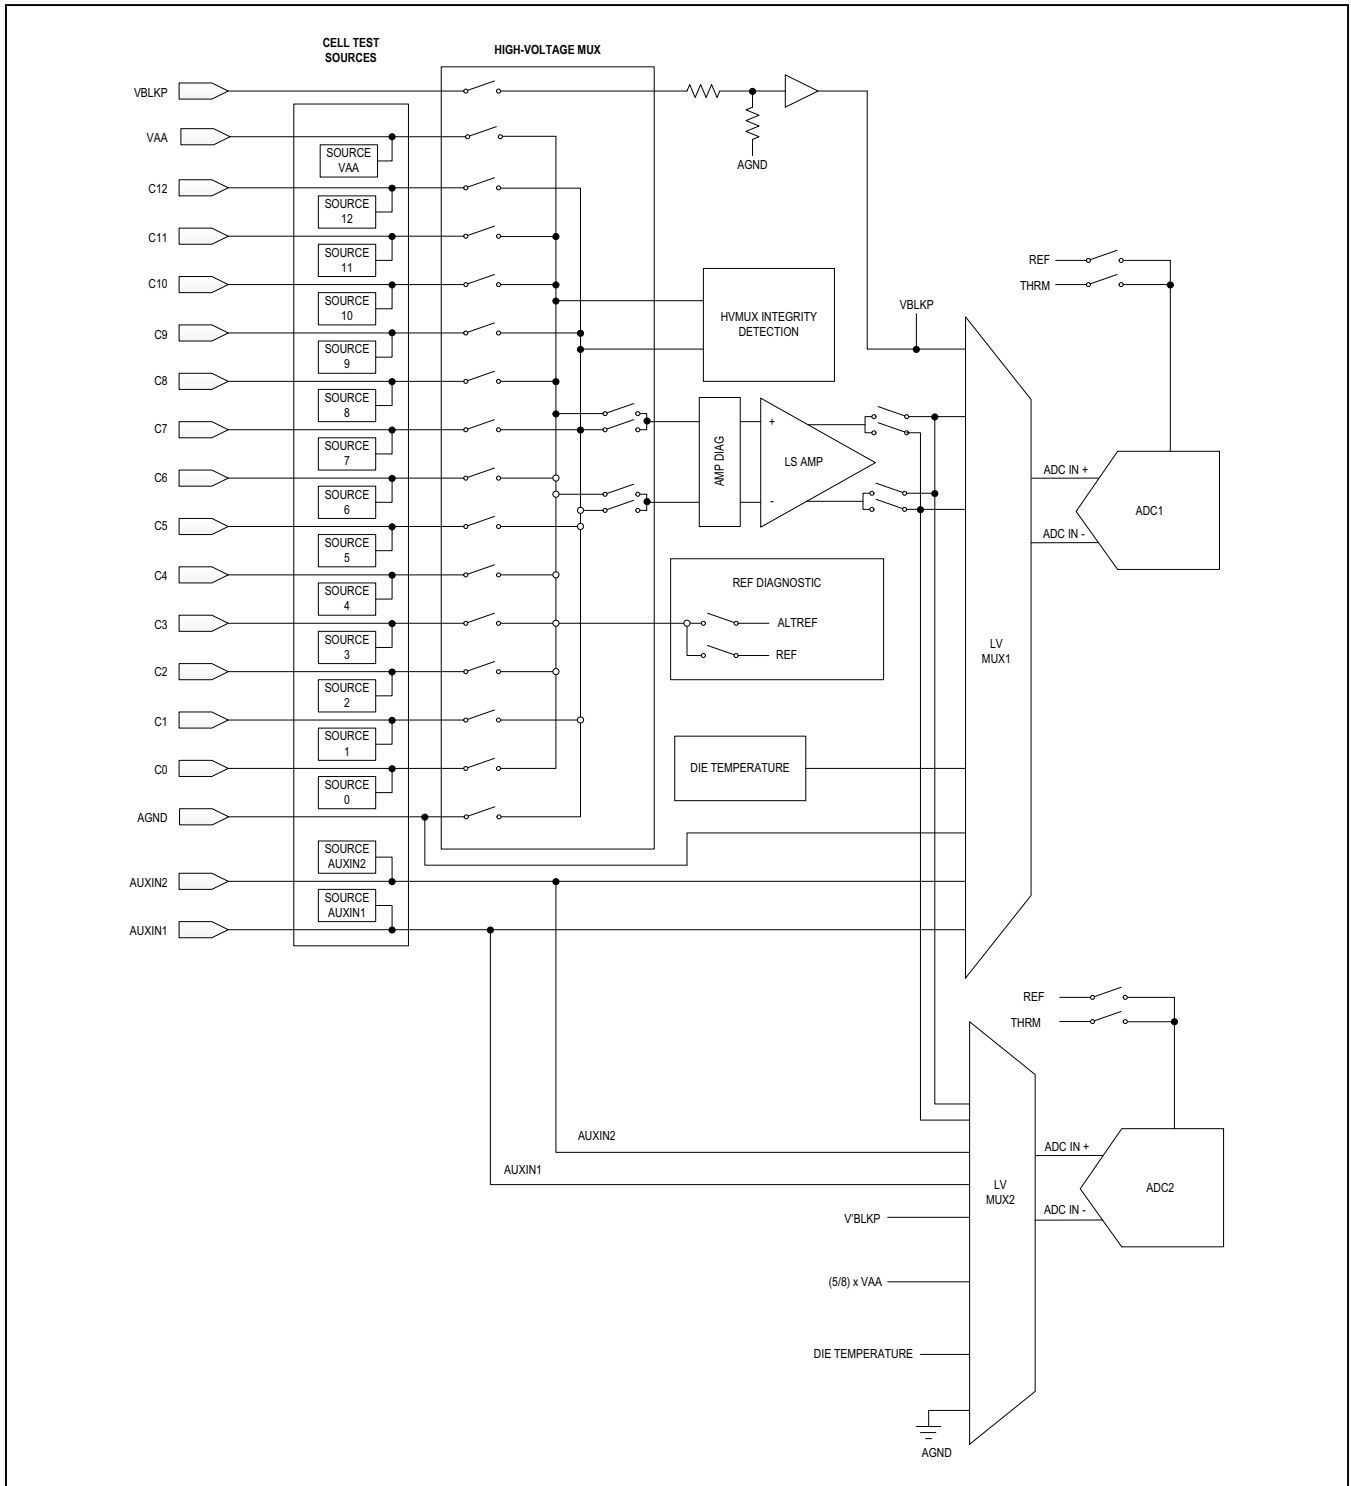 CELL TEST
SOURCES
HIGH-VOLTAGE MUX
VBLKP
VAA
SOURCE
VAA
AGND
C12
SOURCE
12
C11
SOURCE
11
REF
C10
SOURCE
10
THRM
HVMUX INTEGRITY
DETECTION
VBLKP
C9
SOURCE
9
C8
SOURCE
8
C7
SOURCE
7
AMP DIAG
+
-
LS AMP
C6
SOURCE
6
ADC IN +
ADC IN -
ADC1
C5
SOURCE
5
C4
SOURCE
4
REF DIAGNOSTIC
ALTREF
REF
C3
SOURCE
3
LV
MUX1
C2
SOURCE
2
C1
SOURCE
1
C0
SOURCE
0
DIE TEMPERATURE
AGND
SOURCE
AUXIN2
AUXIN2
SOURCE
AUXIN1
AUXIN1
REF
THRM
AUXIN2
AUXIN1
ADC IN +
ADC IN -
ADC2
LV
MUX2
V'BLKP
(5/8) x VAA
DIE TEMPERATURE
AGND